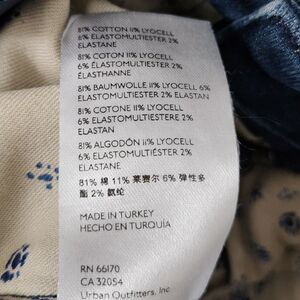 81% COTTON 11% LYOCELL
6% ELASTOMULTIESTER 2%
ELASTANE
81% COTON 11% LYOCELL
6% ÉLASTOMULTIESTER 2%
ÉLASTHANNE
81% BAUMWOLLE 11% LYOCELL 6%
ELASTOMULTIESTER 2% ELASTAN
81% COTONE 11% LYOCELL
6% ELASTOMULTIESTERE 2%
ELASTAN
81% ALGODÓN 11% LYOCELL
6% ELASTOMULTIÉSTER 2%
ELASTANE
81% 棉 11% 莱赛尔 6% 弹性多
酯 2% 氨纶
MADE IN TURKEY
HECHO EN TURQUÍA
RN 66170
CA 32054
Urban Outfitters, Inc.